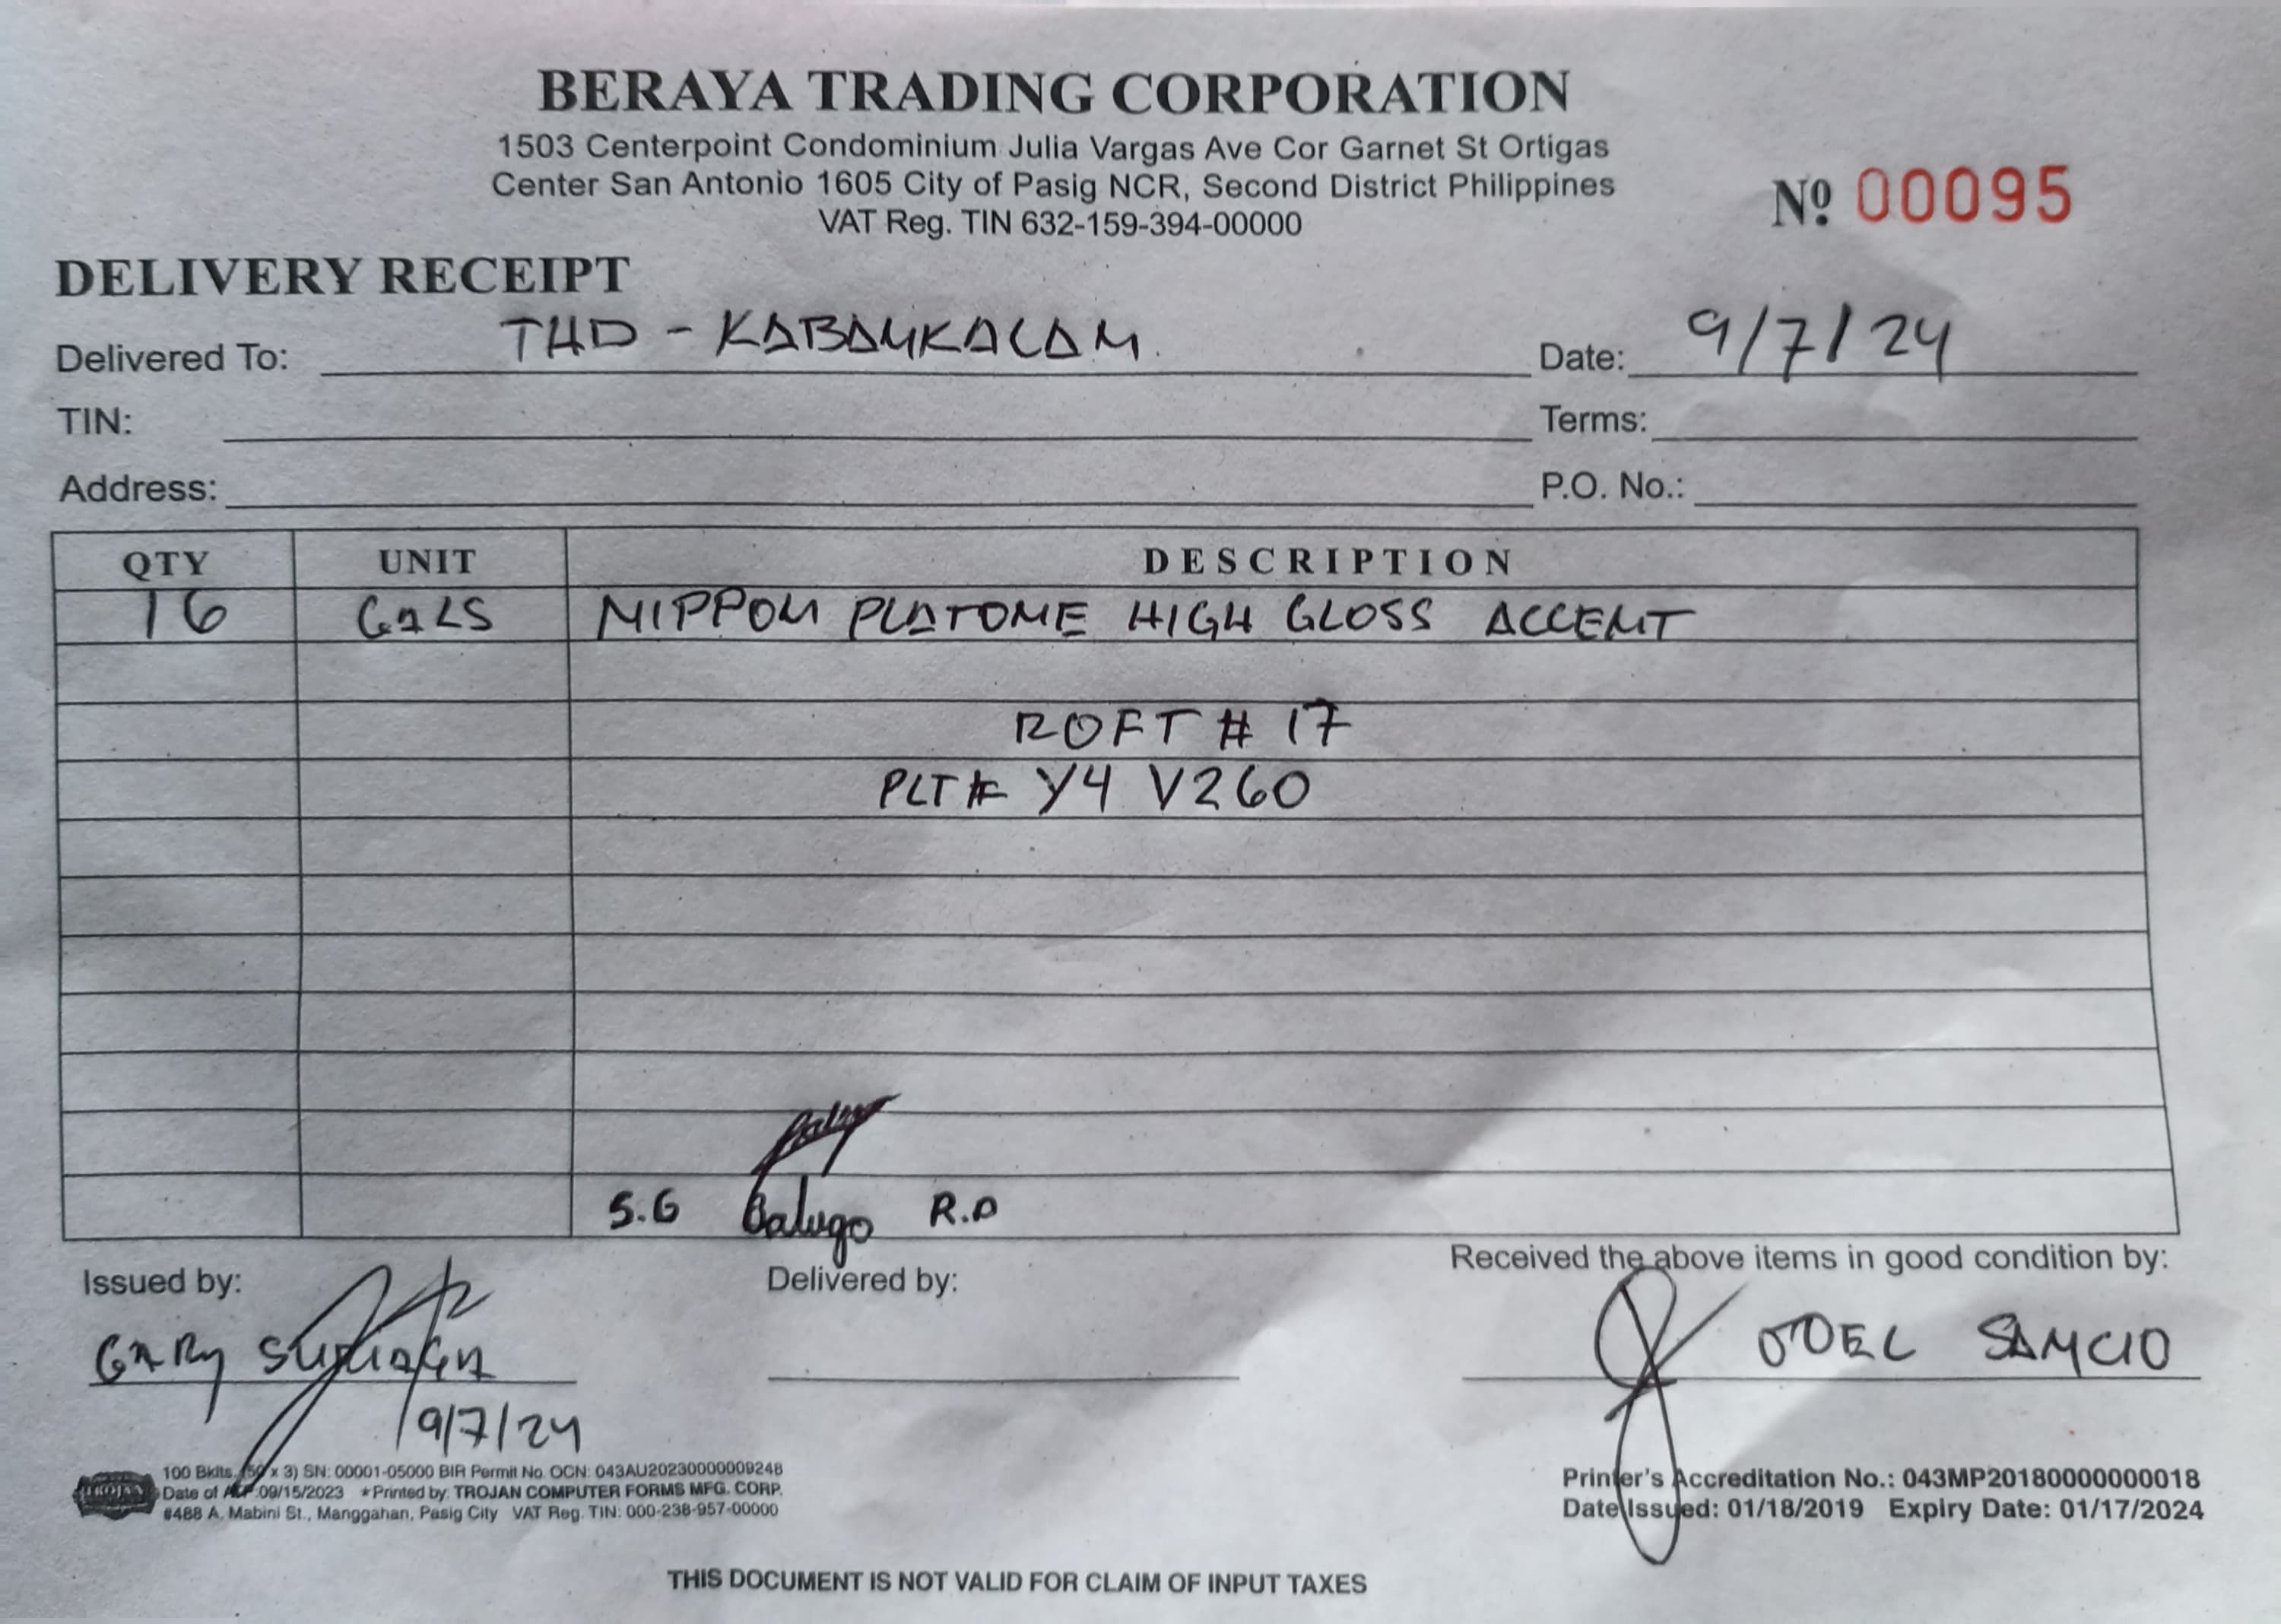 BERAYA TRADING CORPORATION
1503 Centerpoint Condominium Julia Vargas Ave Cor Garnet St Ortigas
Center San Antonio 1605 City of Pasig NCR, Second District Philippines
VAT Reg. TIN 632-159-394-00000
Nº 00095
DELIVERY RECEIPT
Delivered To: THD - KABANKALAN Date: 9/7/24
TIN: Terms:
Address: P.O. No.:
QTY UNIT DESCRIPTION
16 GALS NIPPON PLATONE HIGH GLOSS ACCENT
ROFT # 17
PLT# Y4 V260
S.G Balugo R.D
Issued by: Delivered by: Received the above items in good condition by:
GARY JOEL SANCIO
9/7/24
100 Bklts. (50 x 3) SN: 00001-05000 BIR Permit No. OCN: 043AU20230000009248
Date of ATP:09/15/2023 *Printed by: TROJAN COMPUTER FORMS MFG. CORP.
#488 A. Mabini St., Manggahan, Pasig City VAT Reg. TIN: 000-238-957-00000
TROJAN
Printer's Accreditation No.: 043MP20180000000018
Date Issued: 01/18/2019 Expiry Date: 01/17/2024
THIS DOCUMENT IS NOT VALID FOR CLAIM OF INPUT TAXES